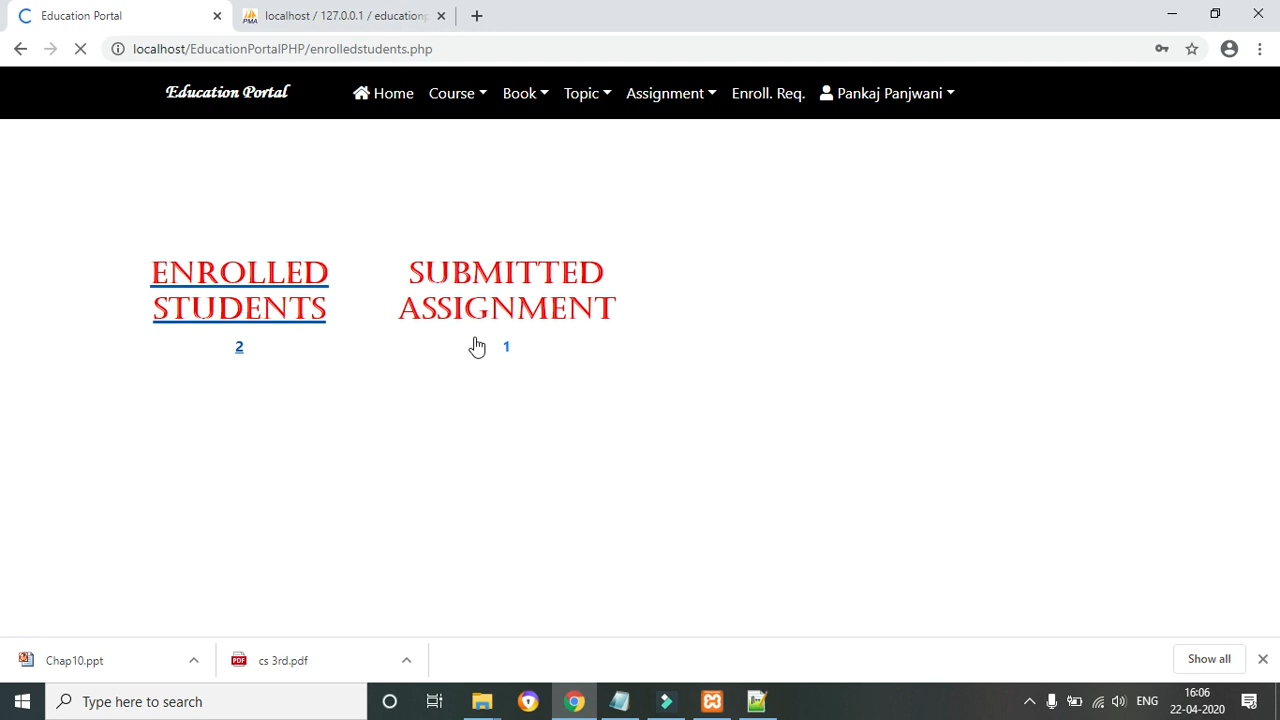 Education Portal
localhost / 127.0.0.1 / education
localhost/EducationPortalPHP/enrolledstudents.php
Education Portal Home Course Book Topic Assignment Enroll. Req. Pankaj Panjwani
ENROLLED
STUDENTS
2
SUBMITTED
ASSIGNMENT
1
Chap10.ppt
PDF
cs 3rd.pdf
Show all
Type here to search
ENG
16:06
22-04-2020